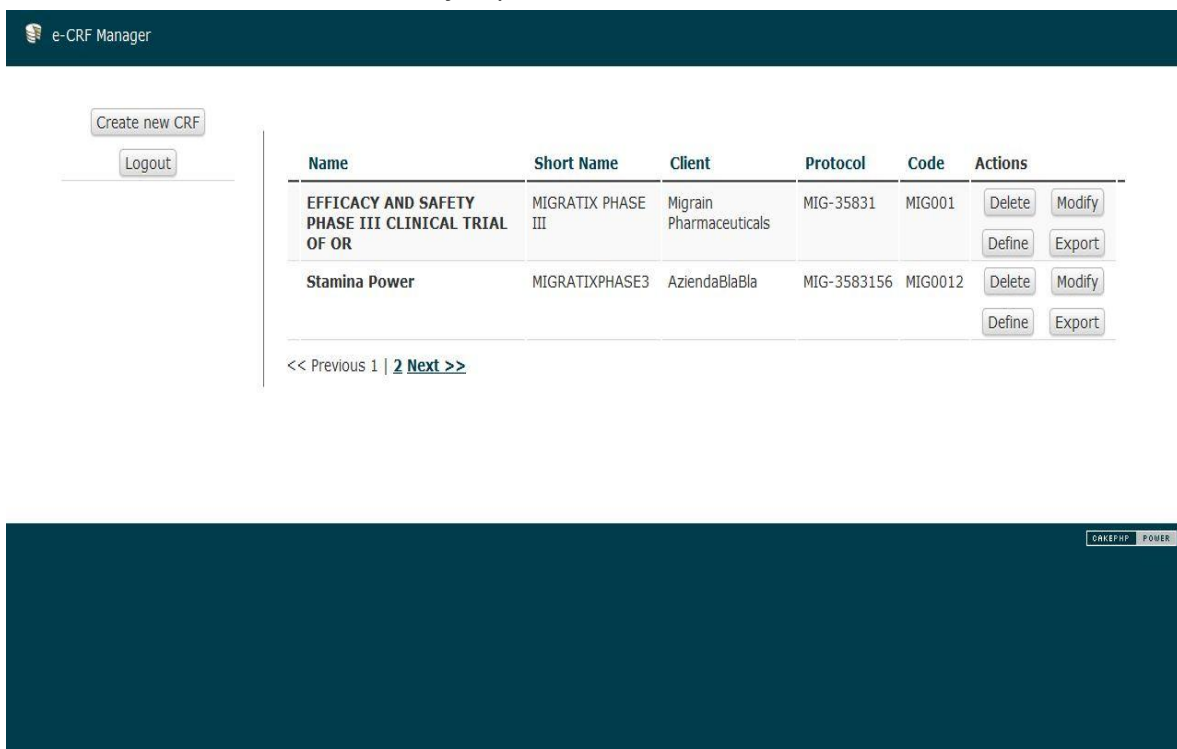 e-CRF Manager
Create new CRF
Logout
Name Short Name Client Protocol Code Actions
EFFICACY AND SAFETY MIGRATIX PHASE Migrain MIG-35831 MIG001 Delete Modify
PHASE III CLINICAL TRIAL III Pharmaceuticals
OF OR Define Export
Stamina Power MIGRATIXPHASE3 AziendaBlaBla MIG-3583156 MIG0012 Delete Modify
Define Export
<< Previous 1 | 2 Next >>
CAKEPHP POWER